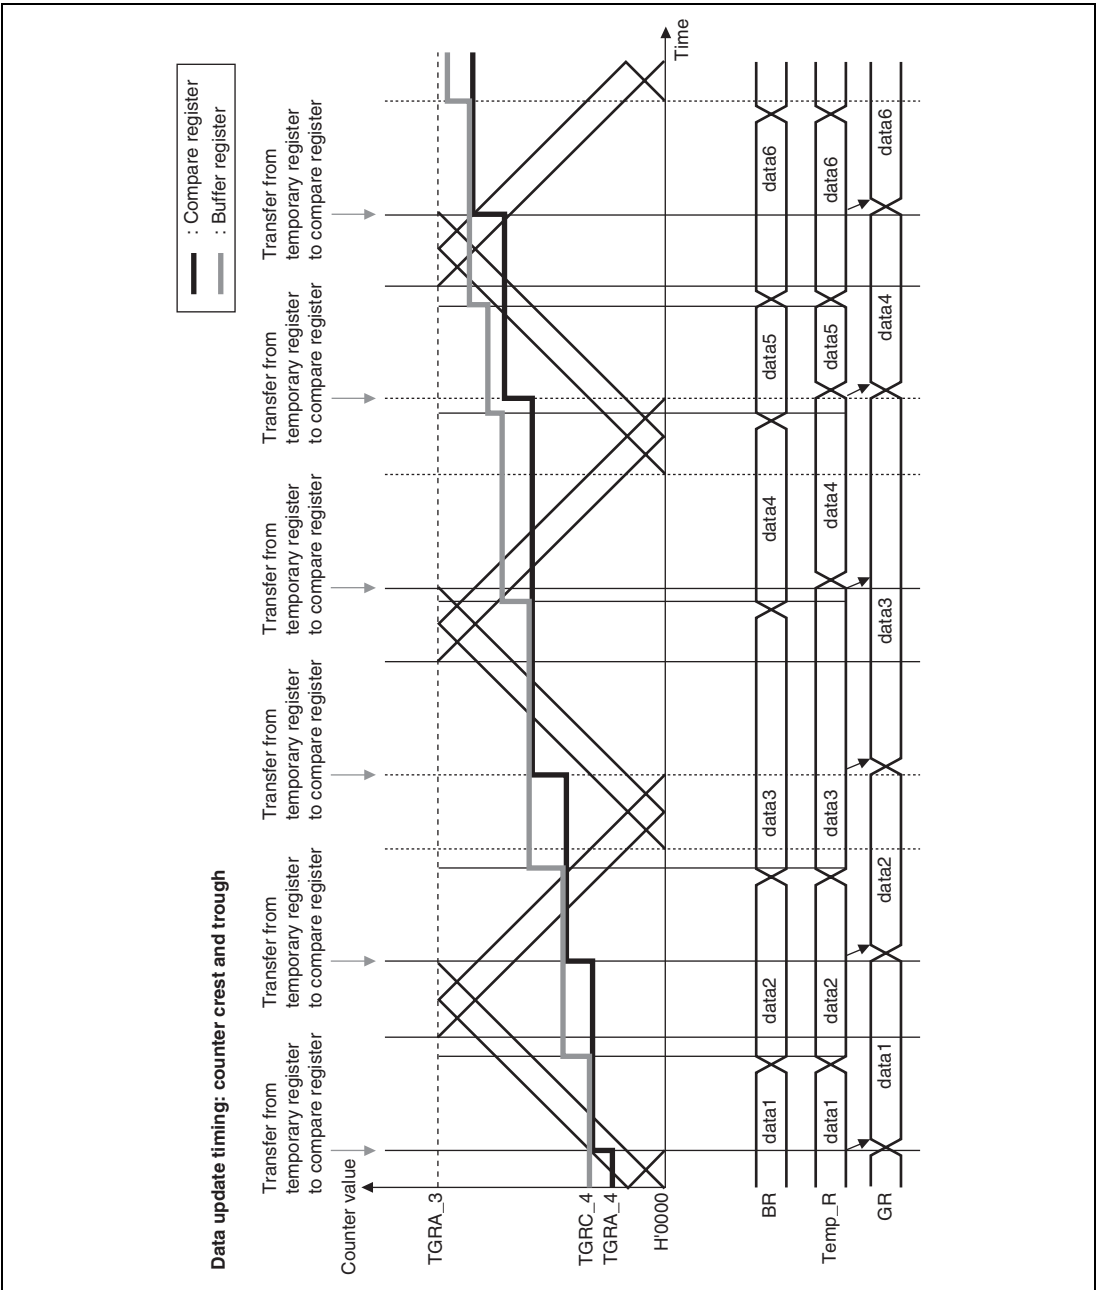 Data update timing: counter crest and trough
: Compare register
: Buffer register
Transfer from
temporary register
to compare register
Transfer from
temporary register
to compare register
Transfer from
temporary register
to compare register
Transfer from
temporary register
to compare register
Transfer from
temporary register
to compare register
Transfer from
temporary register
to compare register
Counter value
TGRA_3
TGRC_4
TGRA_4
H'0000
Time
BR
data1
data2
data3
data4
data5
data6
Temp_R
data1
data2
data3
data4
data5
data6
GR
data1
data2
data3
data4
data6